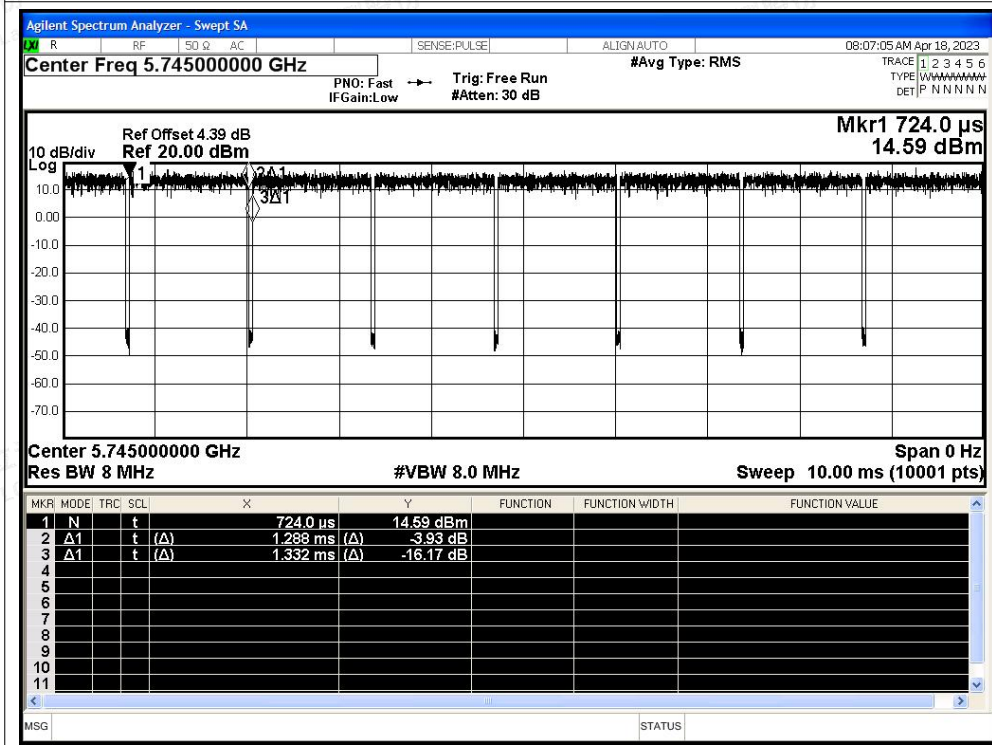 Agilent Spectrum Analyzer - Swept SA
LXI R RF 50 Ω AC SENSE:PULSE ALIGN AUTO 08:07:05 AM Apr 18, 2023
Center Freq 5.745000000 GHz #Avg Type: RMS TRACE 1 2 3 4 5 6
PNO: Fast Trig: Free Run TYPE WWWWWW
IFGain:Low #Atten: 30 dB DET P N N N N N
Mkr1 724.0 µs
Ref Offset 4.39 dB
10 dB/div Ref 20.00 dBm 14.59 dBm
Log
1 2Δ1
10.0
3Δ1
0.00
-10.0
-20.0
-30.0
-40.0
-50.0
-60.0
-70.0
Center 5.745000000 GHz Span 0 Hz
Res BW 8 MHz #VBW 8.0 MHz Sweep 10.00 ms (10001 pts)
MKR MODE TRC SCL X Y FUNCTION FUNCTION WIDTH FUNCTION VALUE
1 N t 724.0 µs 14.59 dBm
2 Δ1 t (Δ) 1.288 ms (Δ) -3.93 dB
3 Δ1 t (Δ) 1.332 ms (Δ) -16.17 dB
4
5
6
7
8
9
10
11
MSG STATUS